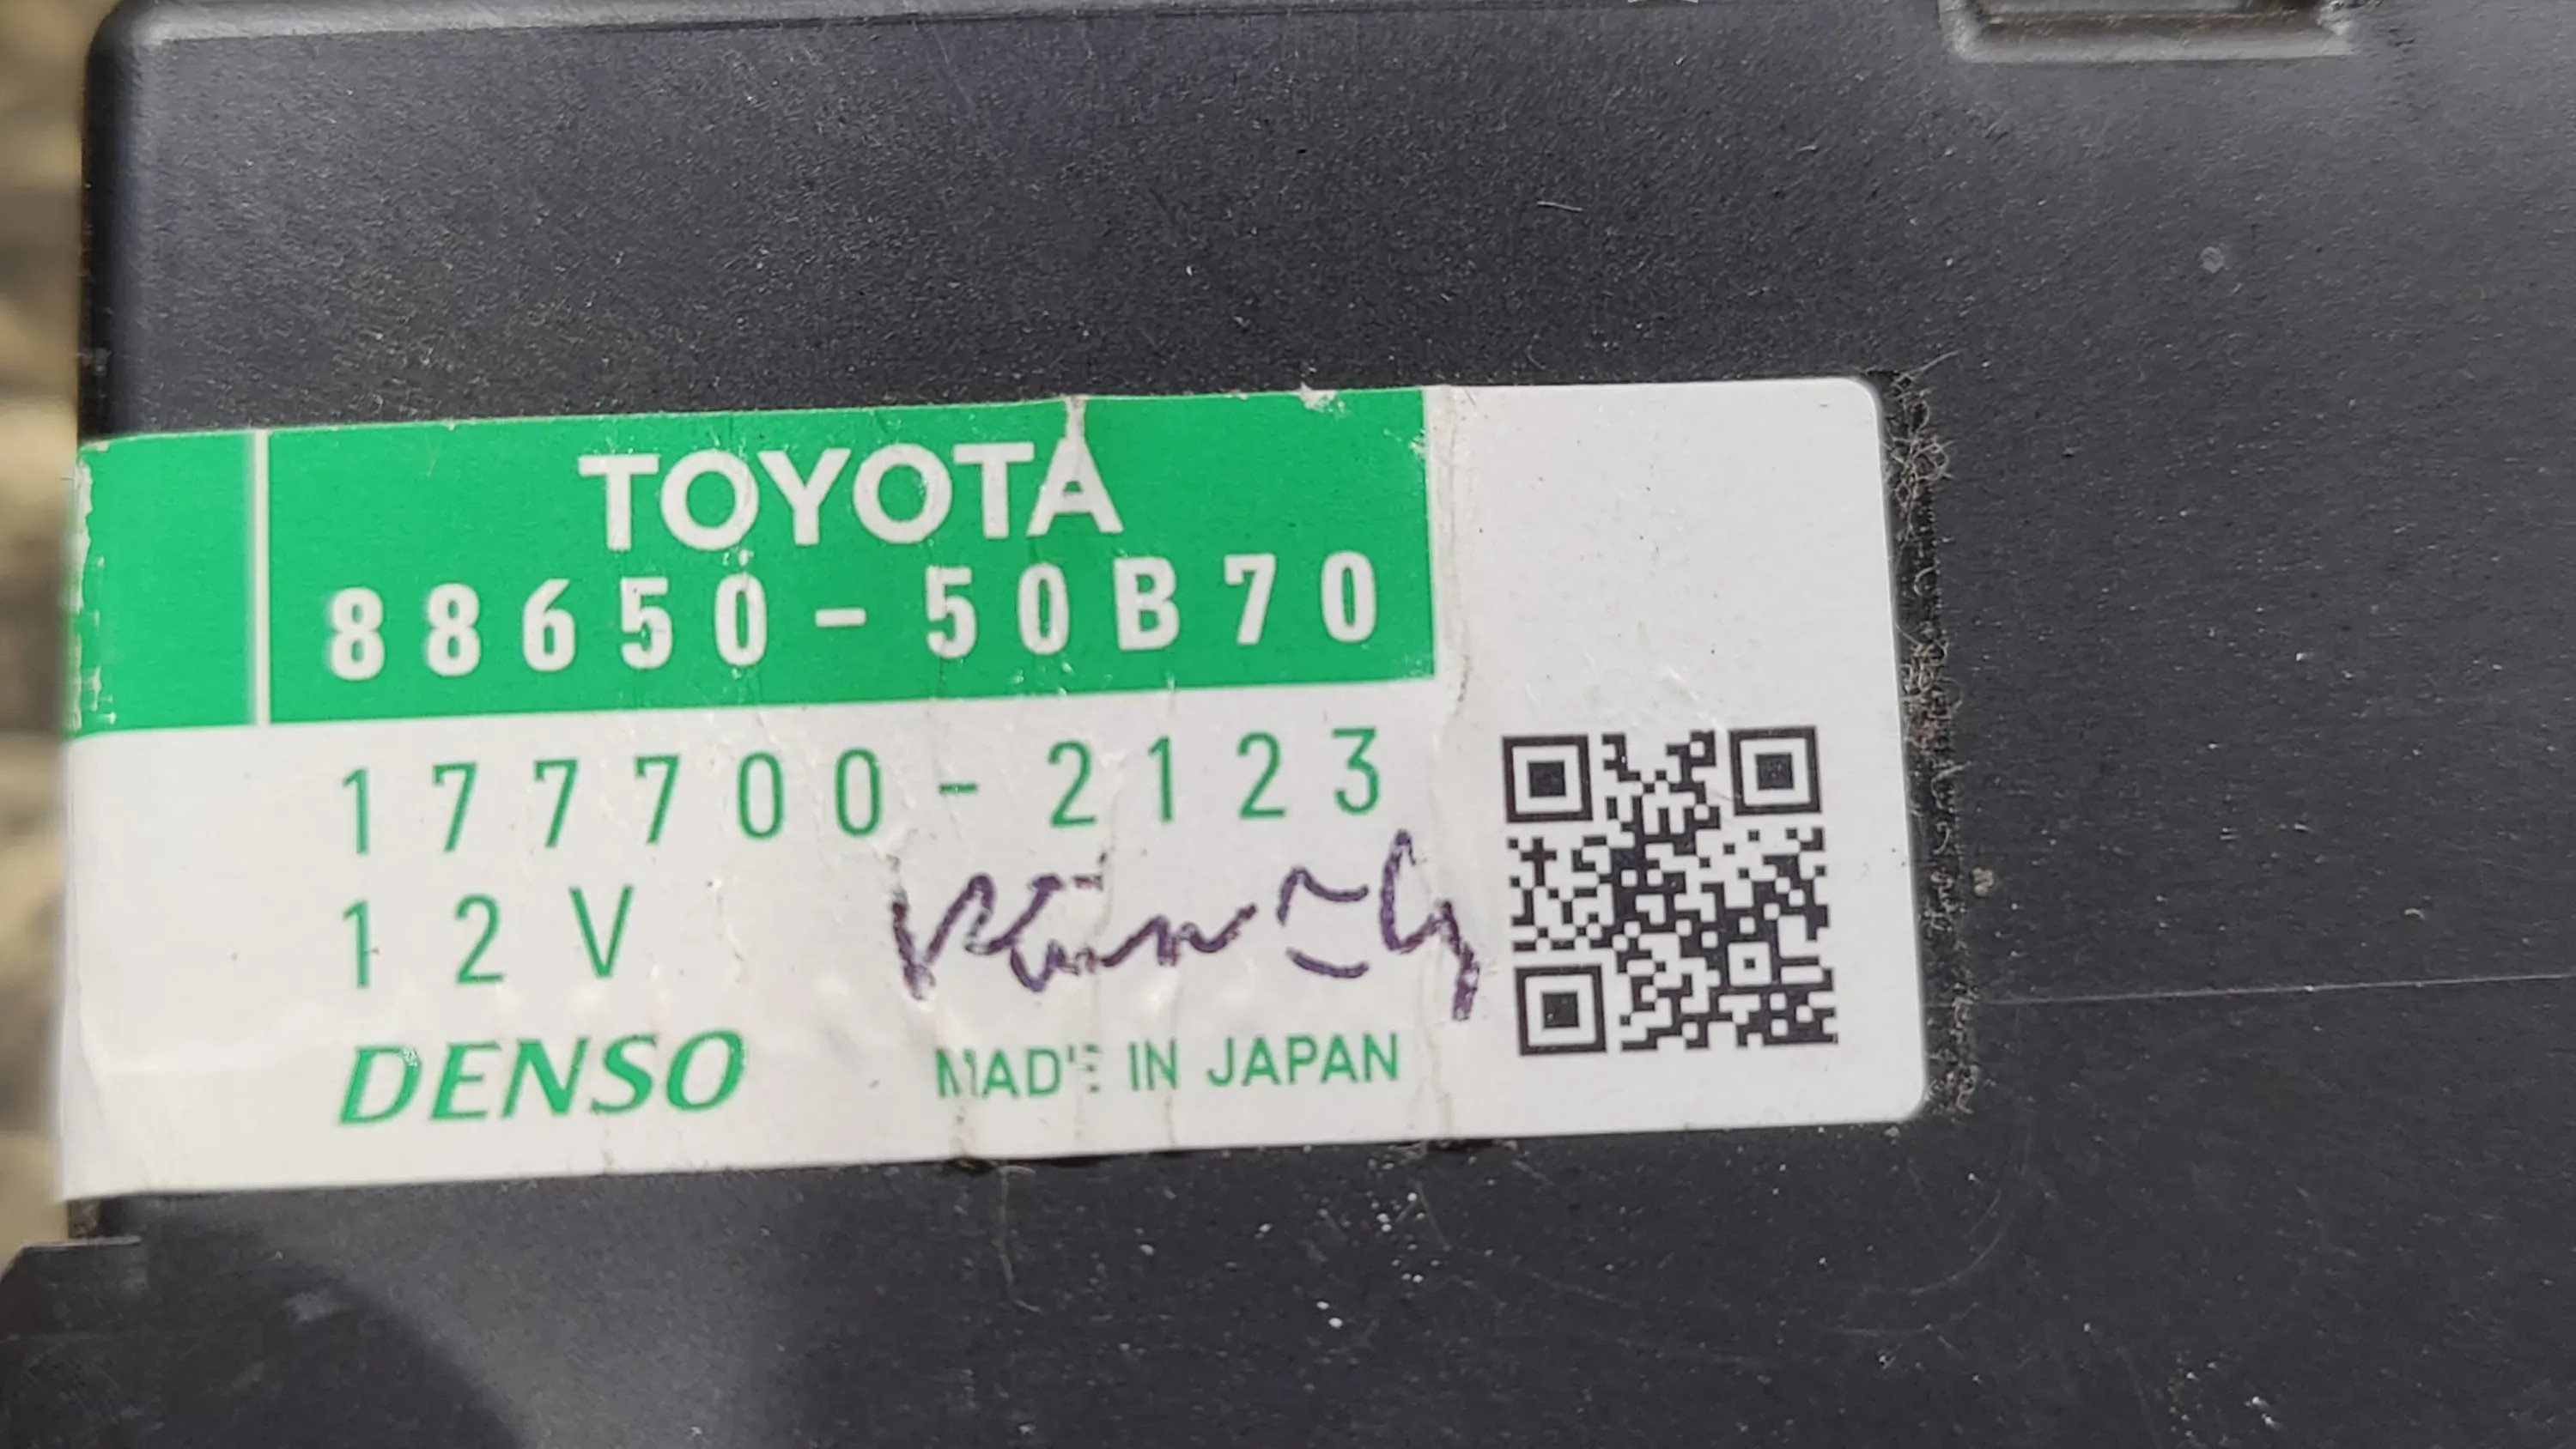 TOYOTA
88650-50B70
177700-2123
12V
DENSO
MADE IN JAPAN